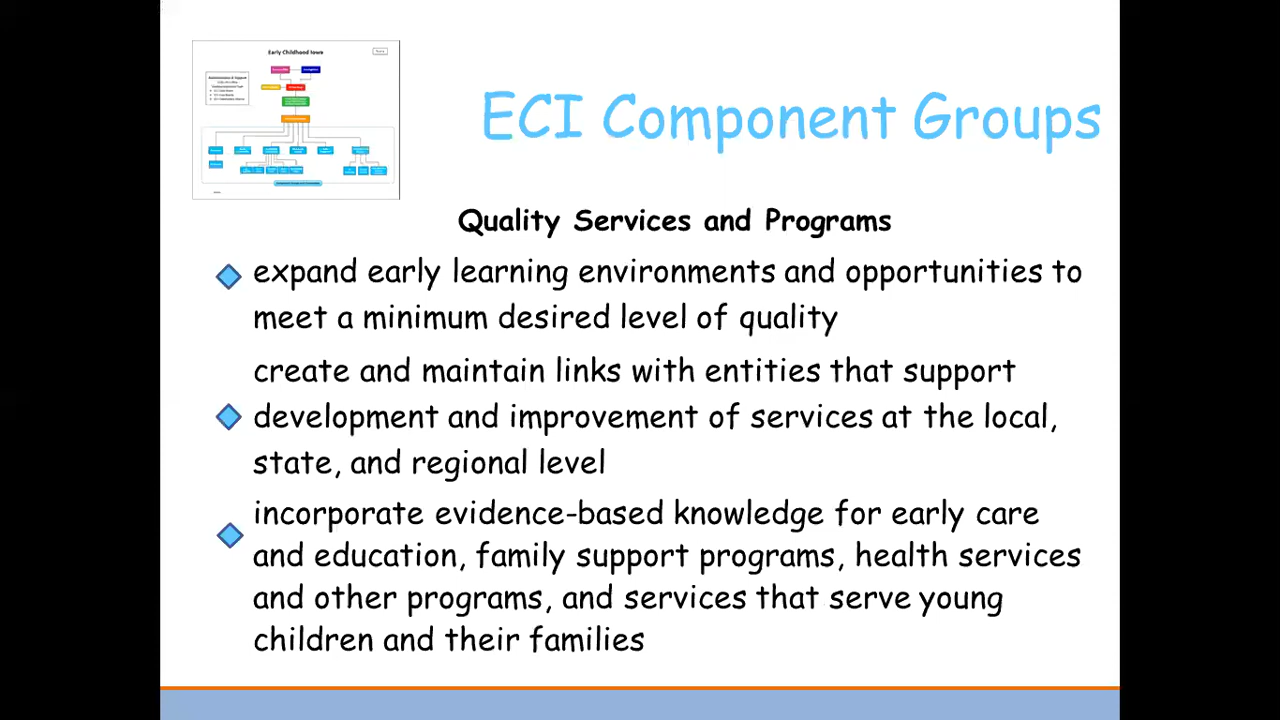 Early Childhood Iowa
ECI Component Groups
Quality Services and Programs
expand early learning environments and opportunities to
meet a minimum desired level of quality
create and maintain links with entities that support
development and improvement of services at the local,
state, and regional level
incorporate evidence-based knowledge for early care
and education, family support programs, health services
and other programs, and services that serve young
children and their families